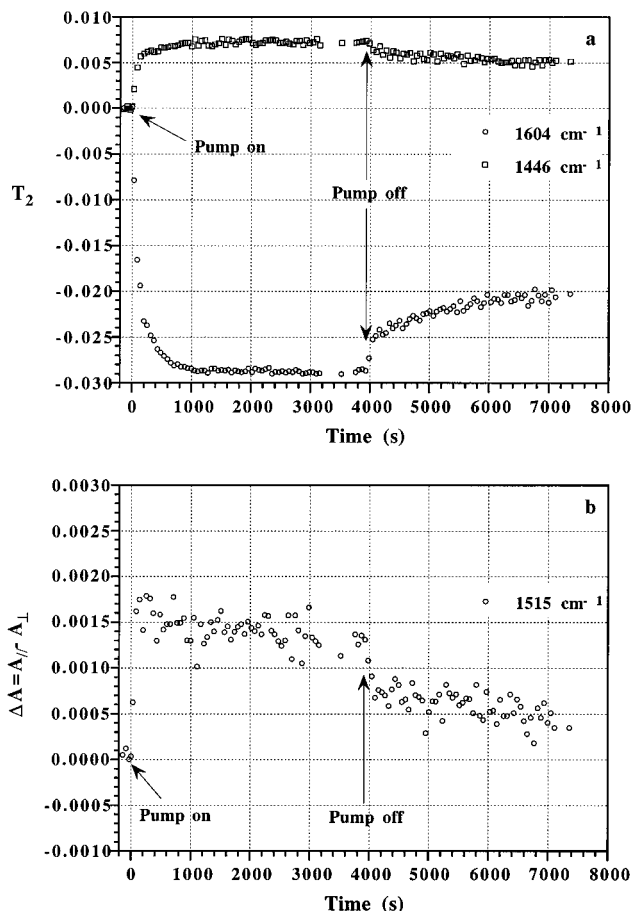 a
0.010
0.005
0.000
-0.005
-0.010
-0.015
-0.020
-0.025
-0.030
T2
Pump on
Pump off
1604 cm-1
1446 cm-1
0 1000 2000 3000 4000 5000 6000 7000 8000
Time (s)
b
0.0030
0.0025
0.0020
0.0015
0.0010
0.0005
0.0000
-0.0005
-0.0010
ΔA=A//-A⊥
1515 cm-1
Pump on
Pump off
0 1000 2000 3000 4000 5000 6000 7000 8000
Time (s)